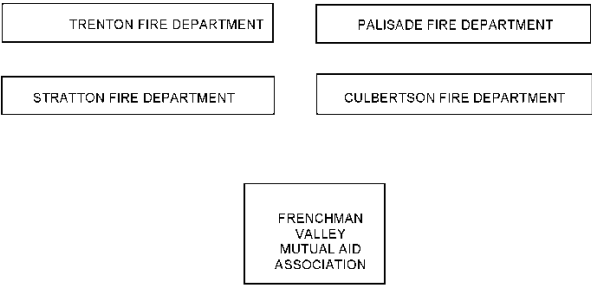 TRENTON FIRE DEPARTMENT
PALISADE FIRE DEPARTMENT
STRATTON FIRE DEPARTMENT
CULBERTSON FIRE DEPARTMENT
FRENCHMAN
VALLEY
MUTUAL AID
ASSOCIATION